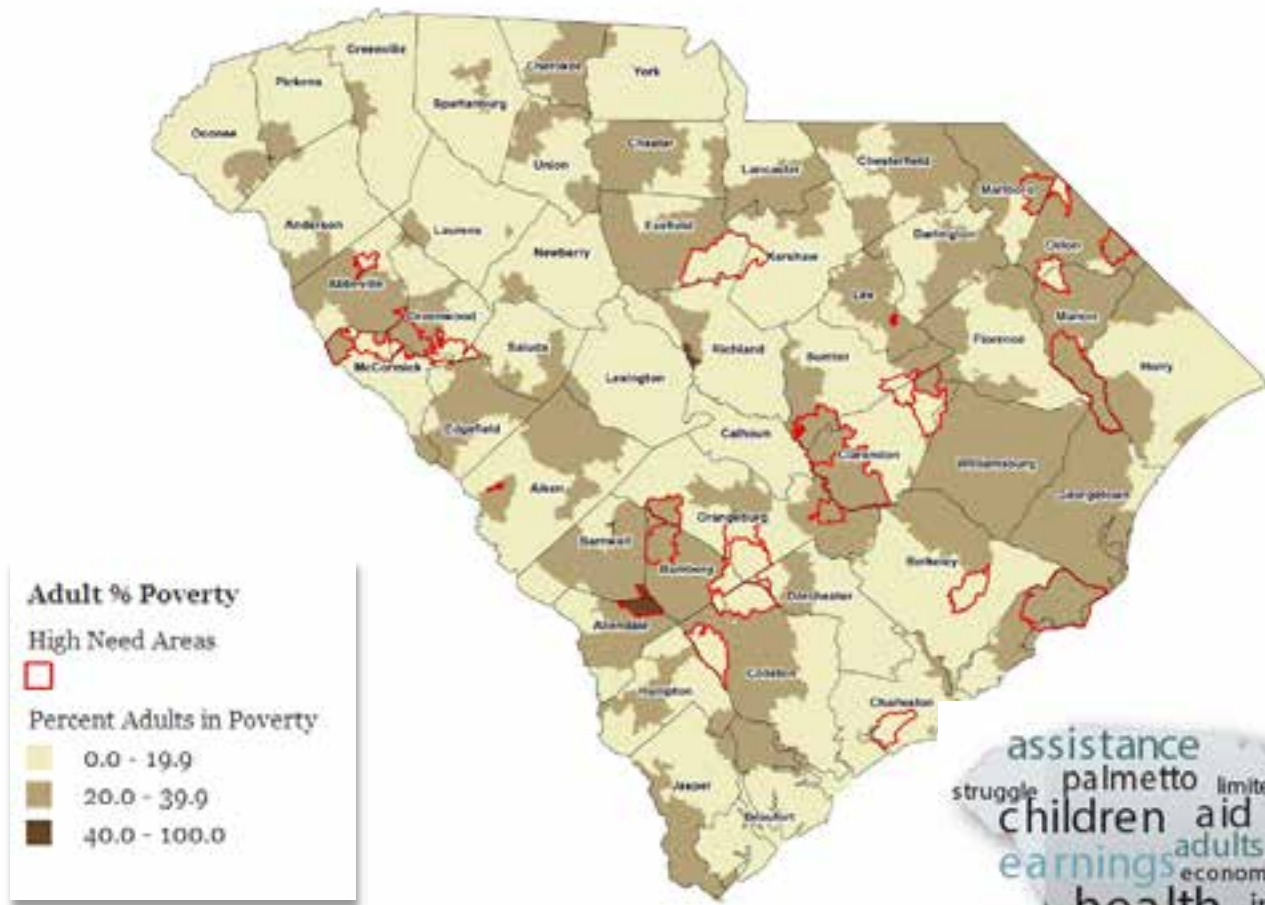 Greenville
Pickens
Cherokee
York
Spartanburg
Oconee
Union
Chester
Lancaster
Chesterfield
Marlboro
Anderson
Laurens
Fairfield
Darlington
Dillon
Newberry
Kershaw
Abbeville
Lee
Greenwood
Marion
Saluda
Richland
Sumter
Florence
Horry
McCormick
Lexington
Edgefield
Calhoun
Clarendon
Williamsburg
Georgetown
Aiken
Orangeburg
Barnwell
Bamberg
Berkeley
Dorchester
Allendale
Colleton
Hampton
Charleston
Jasper
Beaufort
Adult % Poverty
High Need Areas
Percent Adults in Poverty
0.0 - 19.9
20.0 - 39.9
40.0 - 100.0
assistance
struggle palmetto
children aid
earnings adults
health